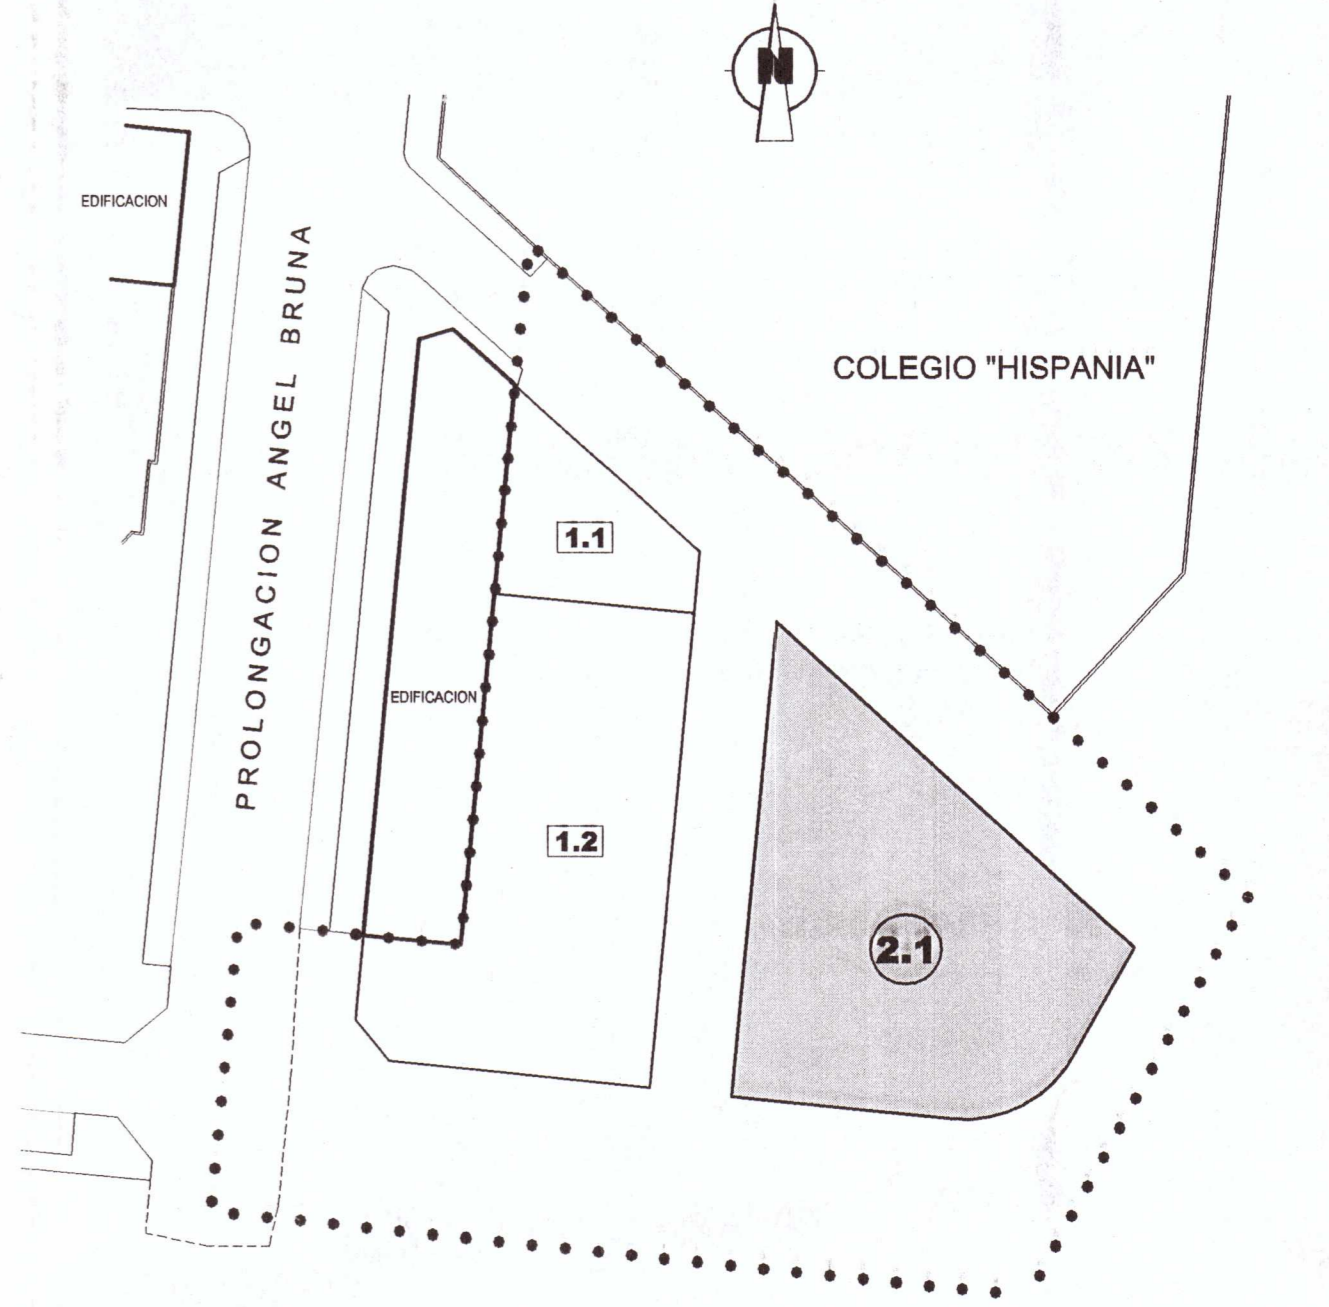 N
EDIFICACION
PROLONGACION ANGEL BRUNA
COLEGIO "HISPANIA"
1.1
EDIFICACION
1.2
2.1